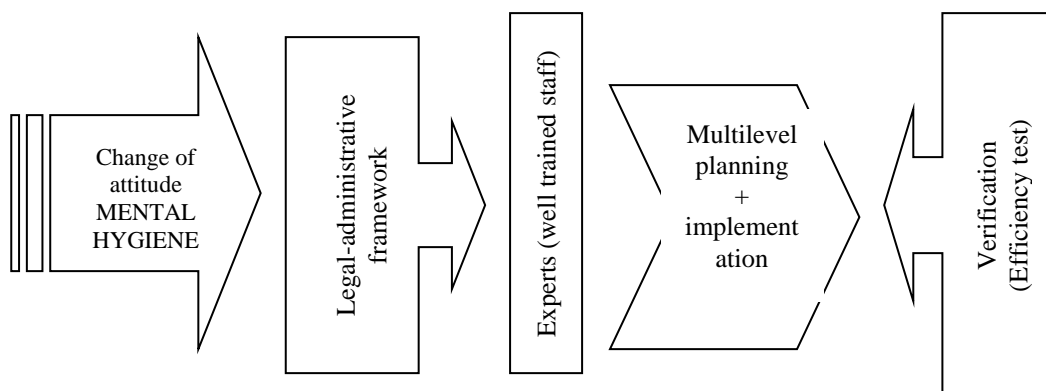 Change of
attitude
MENTAL
HYGIENE
Legal-administrative
framework
Experts (well trained staff)
Multilevel
planning
+
implement
ation
Verification
(Efficiency test)